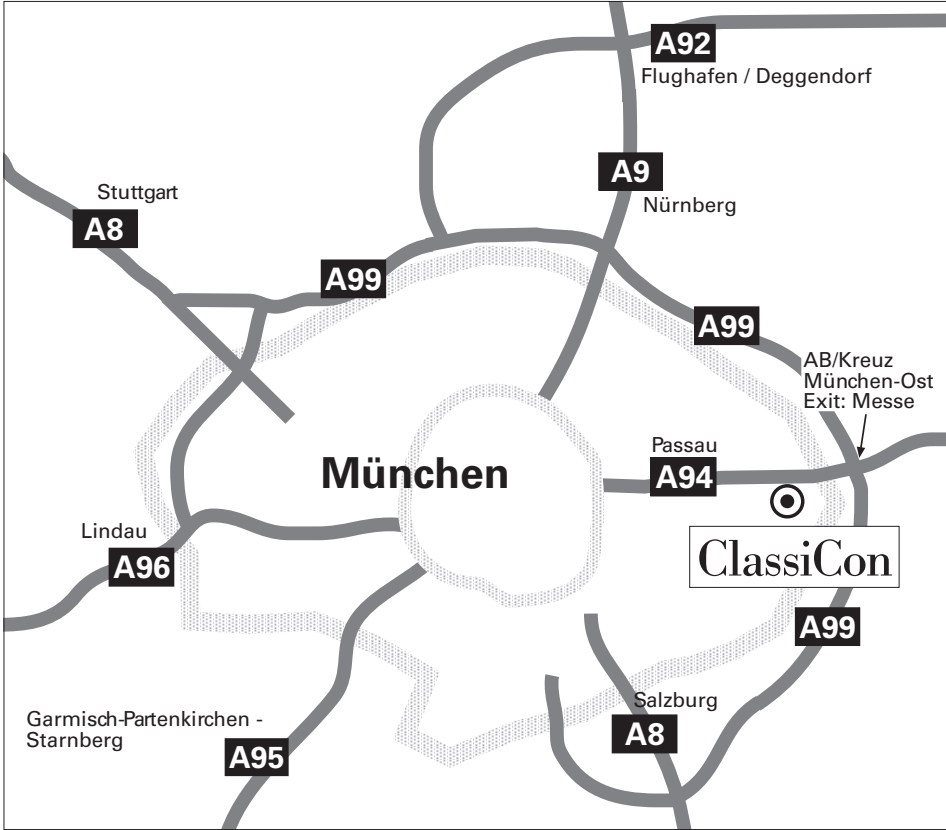 A92
Flughafen / Deggendorf
A9
Nürnberg
Stuttgart
A8
A99
A99
AB/Kreuz
München-Ost
Exit: Messe
Passau
A94
München
Lindau
A96
ClassiCon
A99
Salzburg
A8
Garmisch-Partenkirchen -
Starnberg
A95